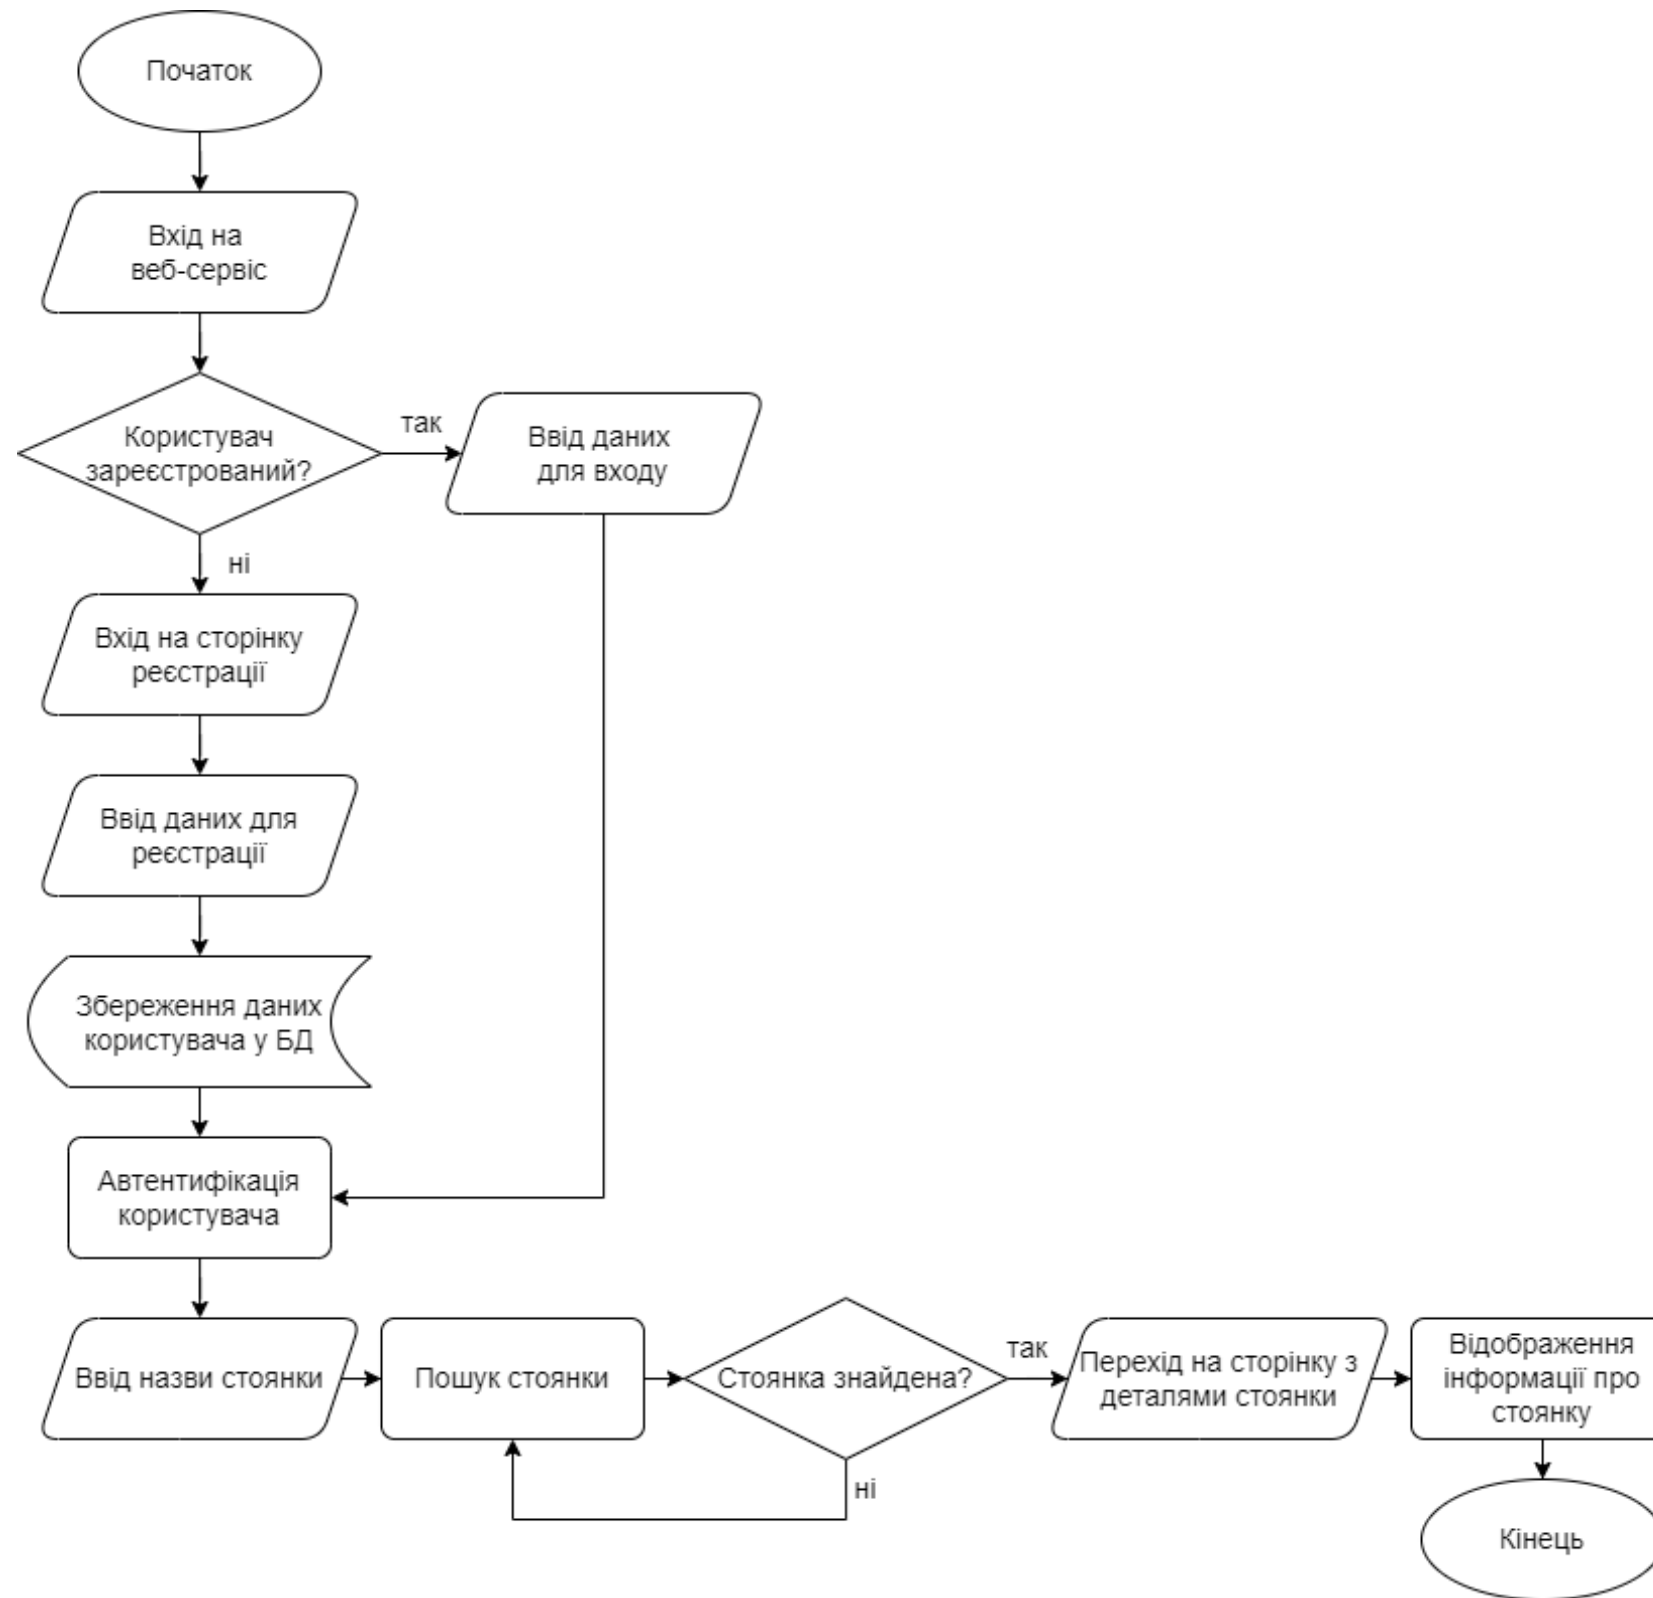 Початок
Вхід на
веб-сервіс
Користувач
зареєстрований?
так
Ввід даних
для входу
ні
Вхід на сторінку
реєстрації
Ввід даних для
реєстрації
Збереження даних
користувача у БД
Автентифікація
користувача
Ввід назви стоянки
Пошук стоянки
Стоянка знайдена?
так
Перехід на сторінку з
деталями стоянки
Відображення
інформації про
стоянку
ні
Кінець